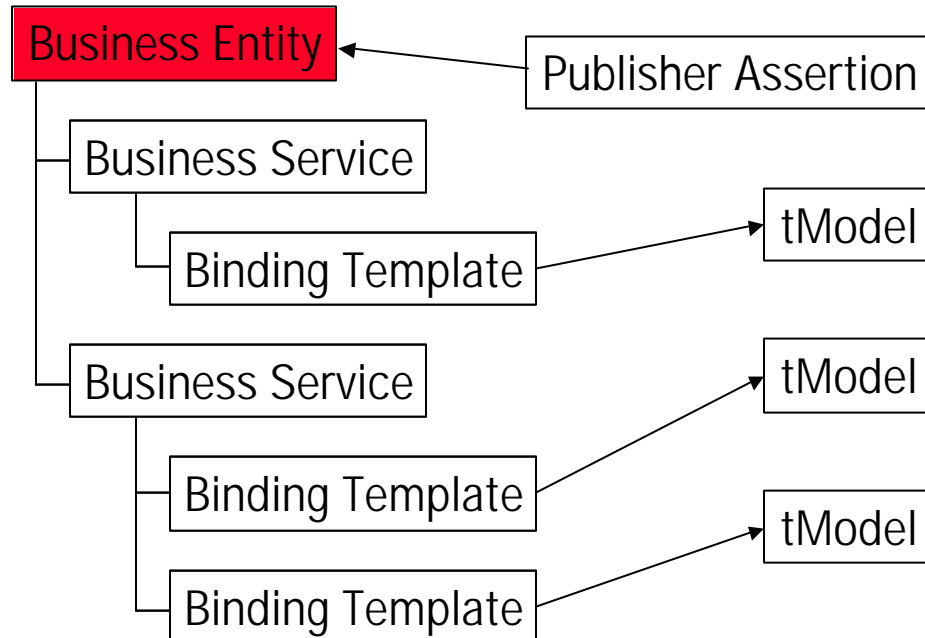 Business Entity
Publisher Assertion
Business Service
tModel
Binding Template
Business Service
tModel
Binding Template
tModel
Binding Template